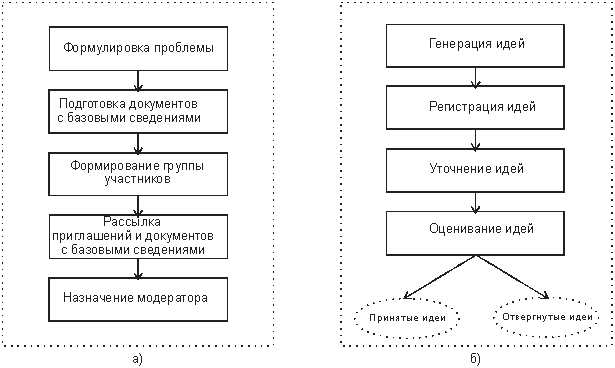 Формулировка проблемы
Подготовка документов
с базовыми сведениями
Формирование группы
участников
Рассылка
приглашений и документов
с базовыми сведениями
Назначение модератора
а)
Генерация идей
Регистрация идей
Уточнение идей
Оценивание идей
Принятые идеи
Отвергнутые идеи
б)